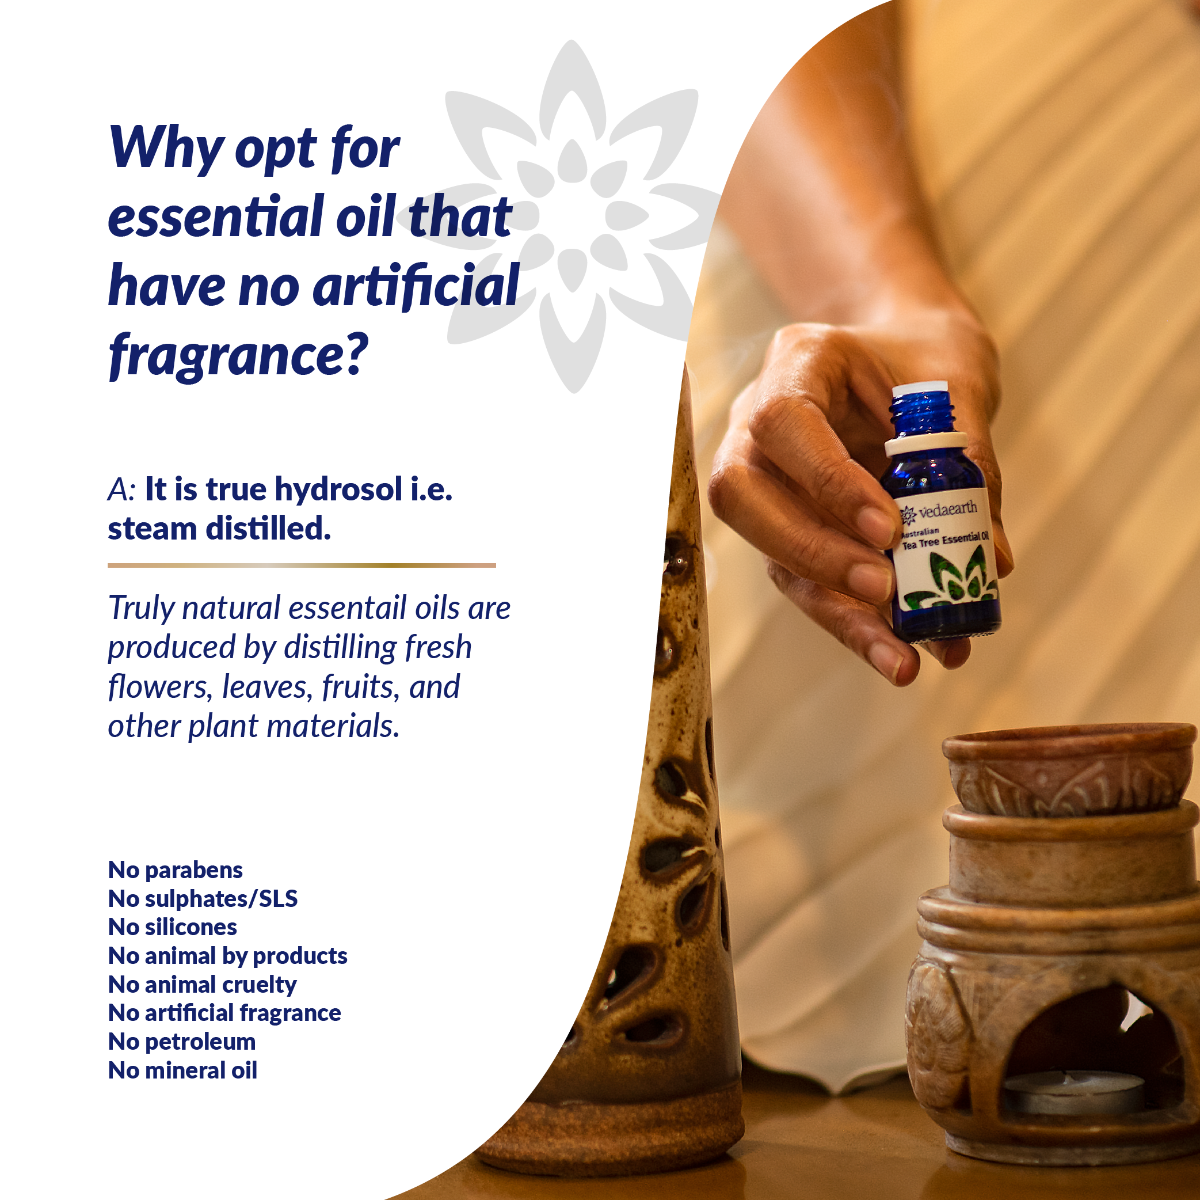 Why opt for
essential oil that
have no artificial
fragrance?
A: It is true hydrosol i.e.
steam distilled.
Truly natural essentail oils are
produced by distilling fresh
flowers, leaves, fruits, and
other plant materials.
No parabens
No sulphates/SLS
No silicones
No animal by products
No animal cruelty
No artificial fragrance
No petroleum
No mineral oil
vedaearth
Australian
Tea Tree Essential Oil